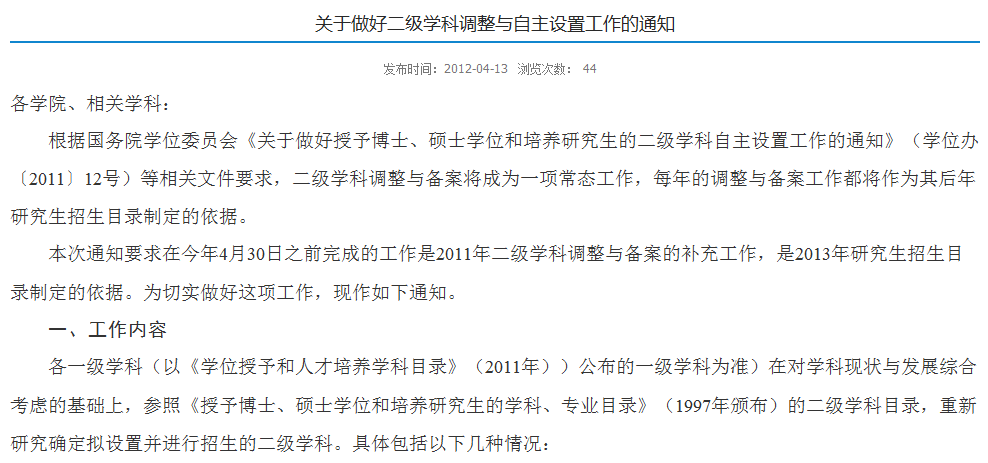 关于做好二级学科调整与自主设置工作的通知
发布时间：2012-04-13 浏览次数： 44
各学院、相关学科：
根据国务院学位委员会《关于做好授予博士、硕士学位和培养研究生的二级学科自主设置工作的通知》（学位办
〔2011〕12号）等相关文件要求，二级学科调整与备案将成为一项常态工作，每年的调整与备案工作都将作为其后年
研究生招生目录制定的依据。
本次通知要求在今年4月30日之前完成的工作是2011年二级学科调整与备案的补充工作，是2013年研究生招生目
录制定的依据。为切实做好这项工作，现作如下通知。
一、工作内容
各一级学科（以《学位授予和人才培养学科目录》（2011年））公布的一级学科为准）在对学科现状与发展综合
考虑的基础上，参照《授予博士、硕士学位和培养研究生的学科、专业目录》（1997年颁布）的二级学科目录，重新
研究确定拟设置并进行招生的二级学科。具体包括以下几种情况：